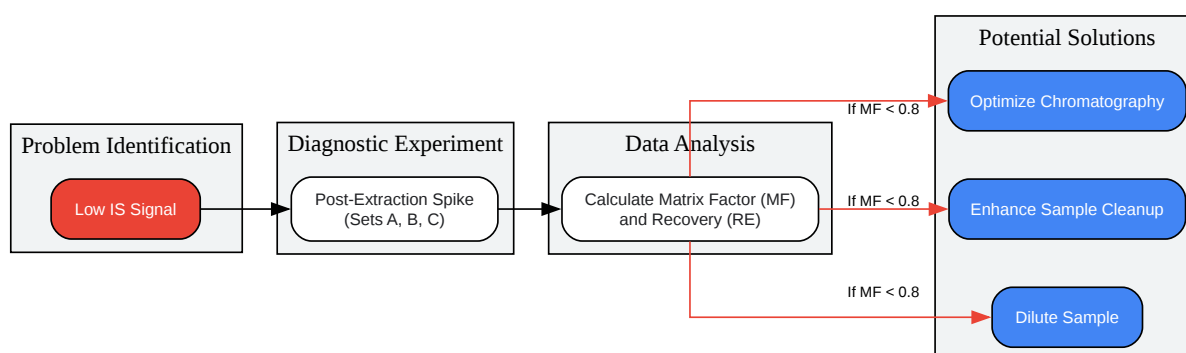 Problem Identification
Low IS Signal
Diagnostic Experiment
Post-Extraction Spike
(Sets A, B, C)
Data Analysis
Calculate Matrix Factor (MF)
and Recovery (RE)
If MF < 0.8
If MF < 0.8
If MF < 0.8
Potential Solutions
Optimize Chromatography
Enhance Sample Cleanup
Dilute Sample